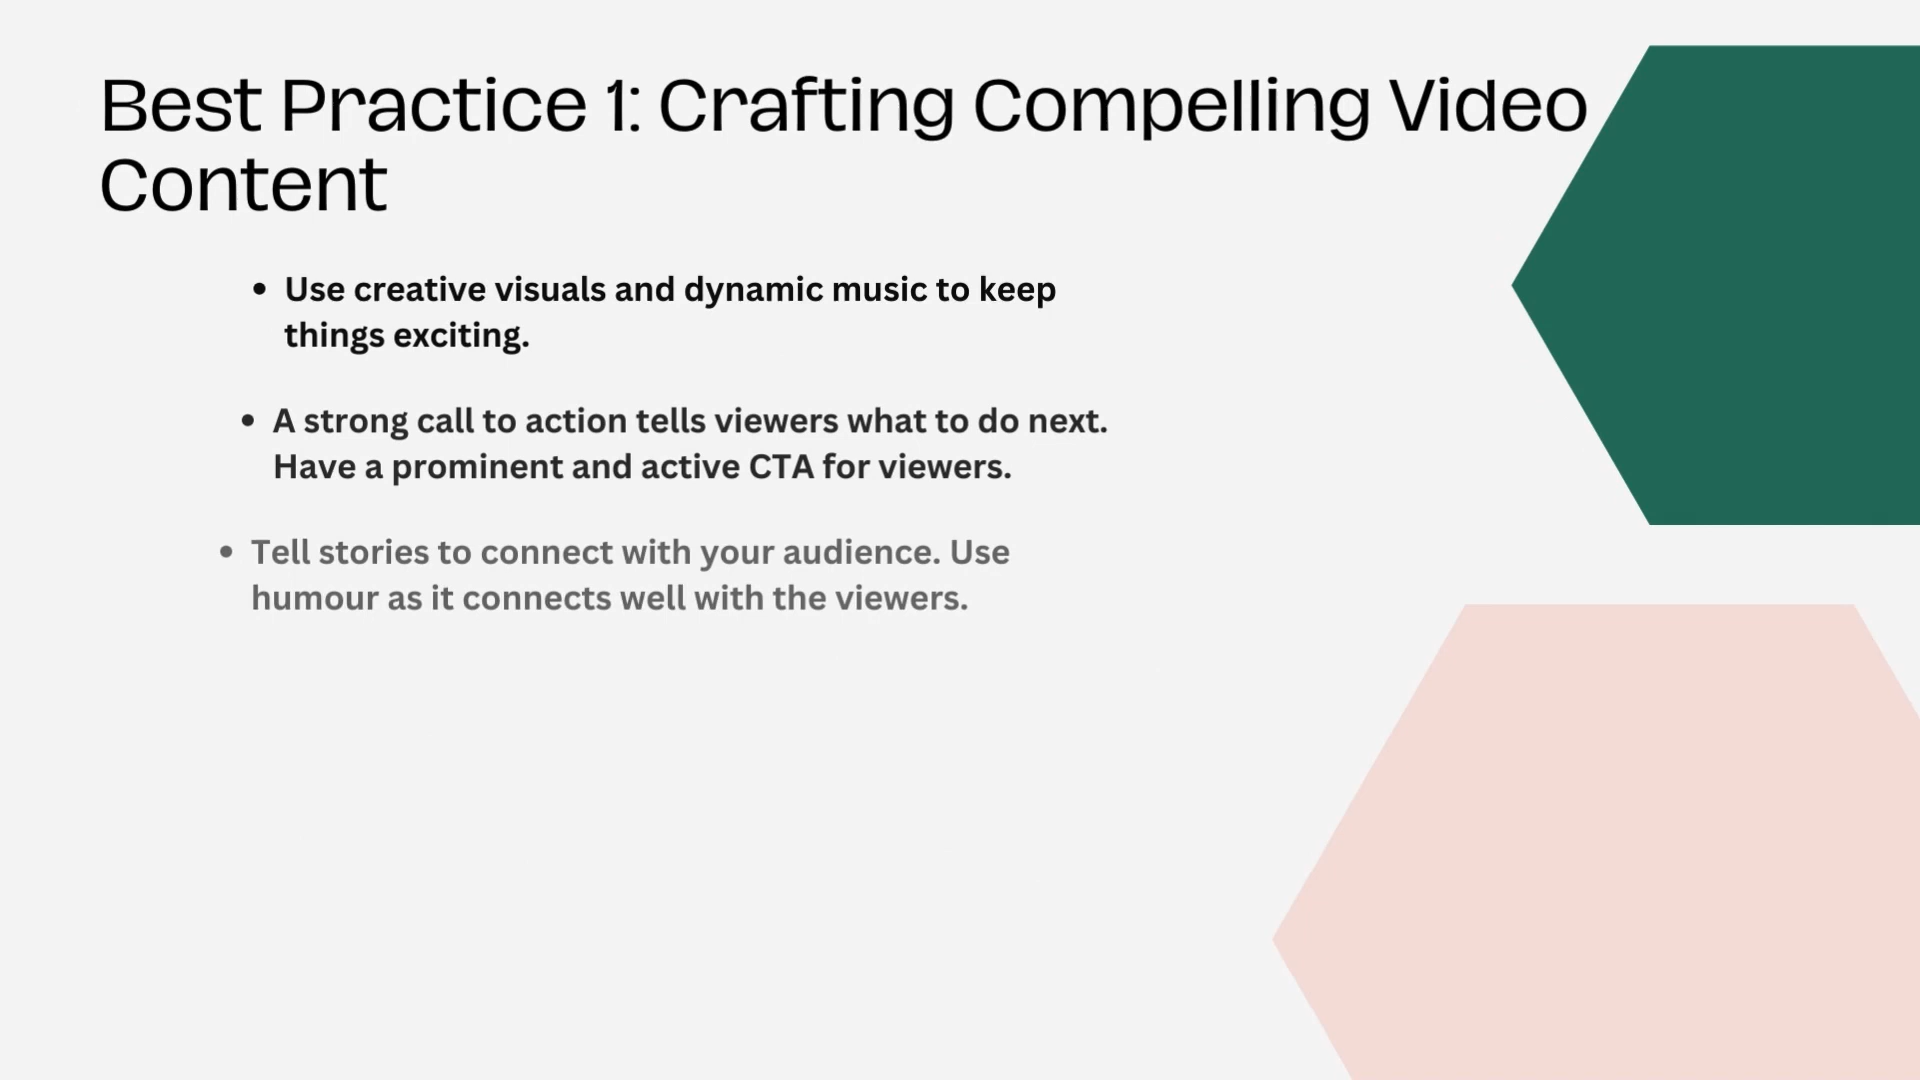 Best Practice 1: Crafting Compelling Video
Content
• Use creative visuals and dynamic music to keep
things exciting.
• A strong call to action tells viewers what to do next.
Have a prominent and active CTA for viewers.
• Tell stories to connect with your audience. Use
humour as it connects well with the viewers.